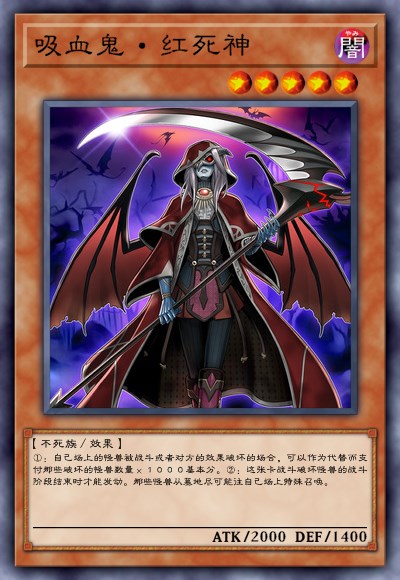 吸血鬼・红死神
やみ
闇
【不死族/效果】
①：自己场上的怪兽被战斗或者对方的效果破坏的场合，可以作为代替而支
付那些破坏的怪兽数量×1000基本分。②：这张卡战斗破坏怪兽的战斗
阶段结束时才能发动。那些怪兽从墓地尽可能往自己场上特殊召唤。
ATK/2000 DEF/1400